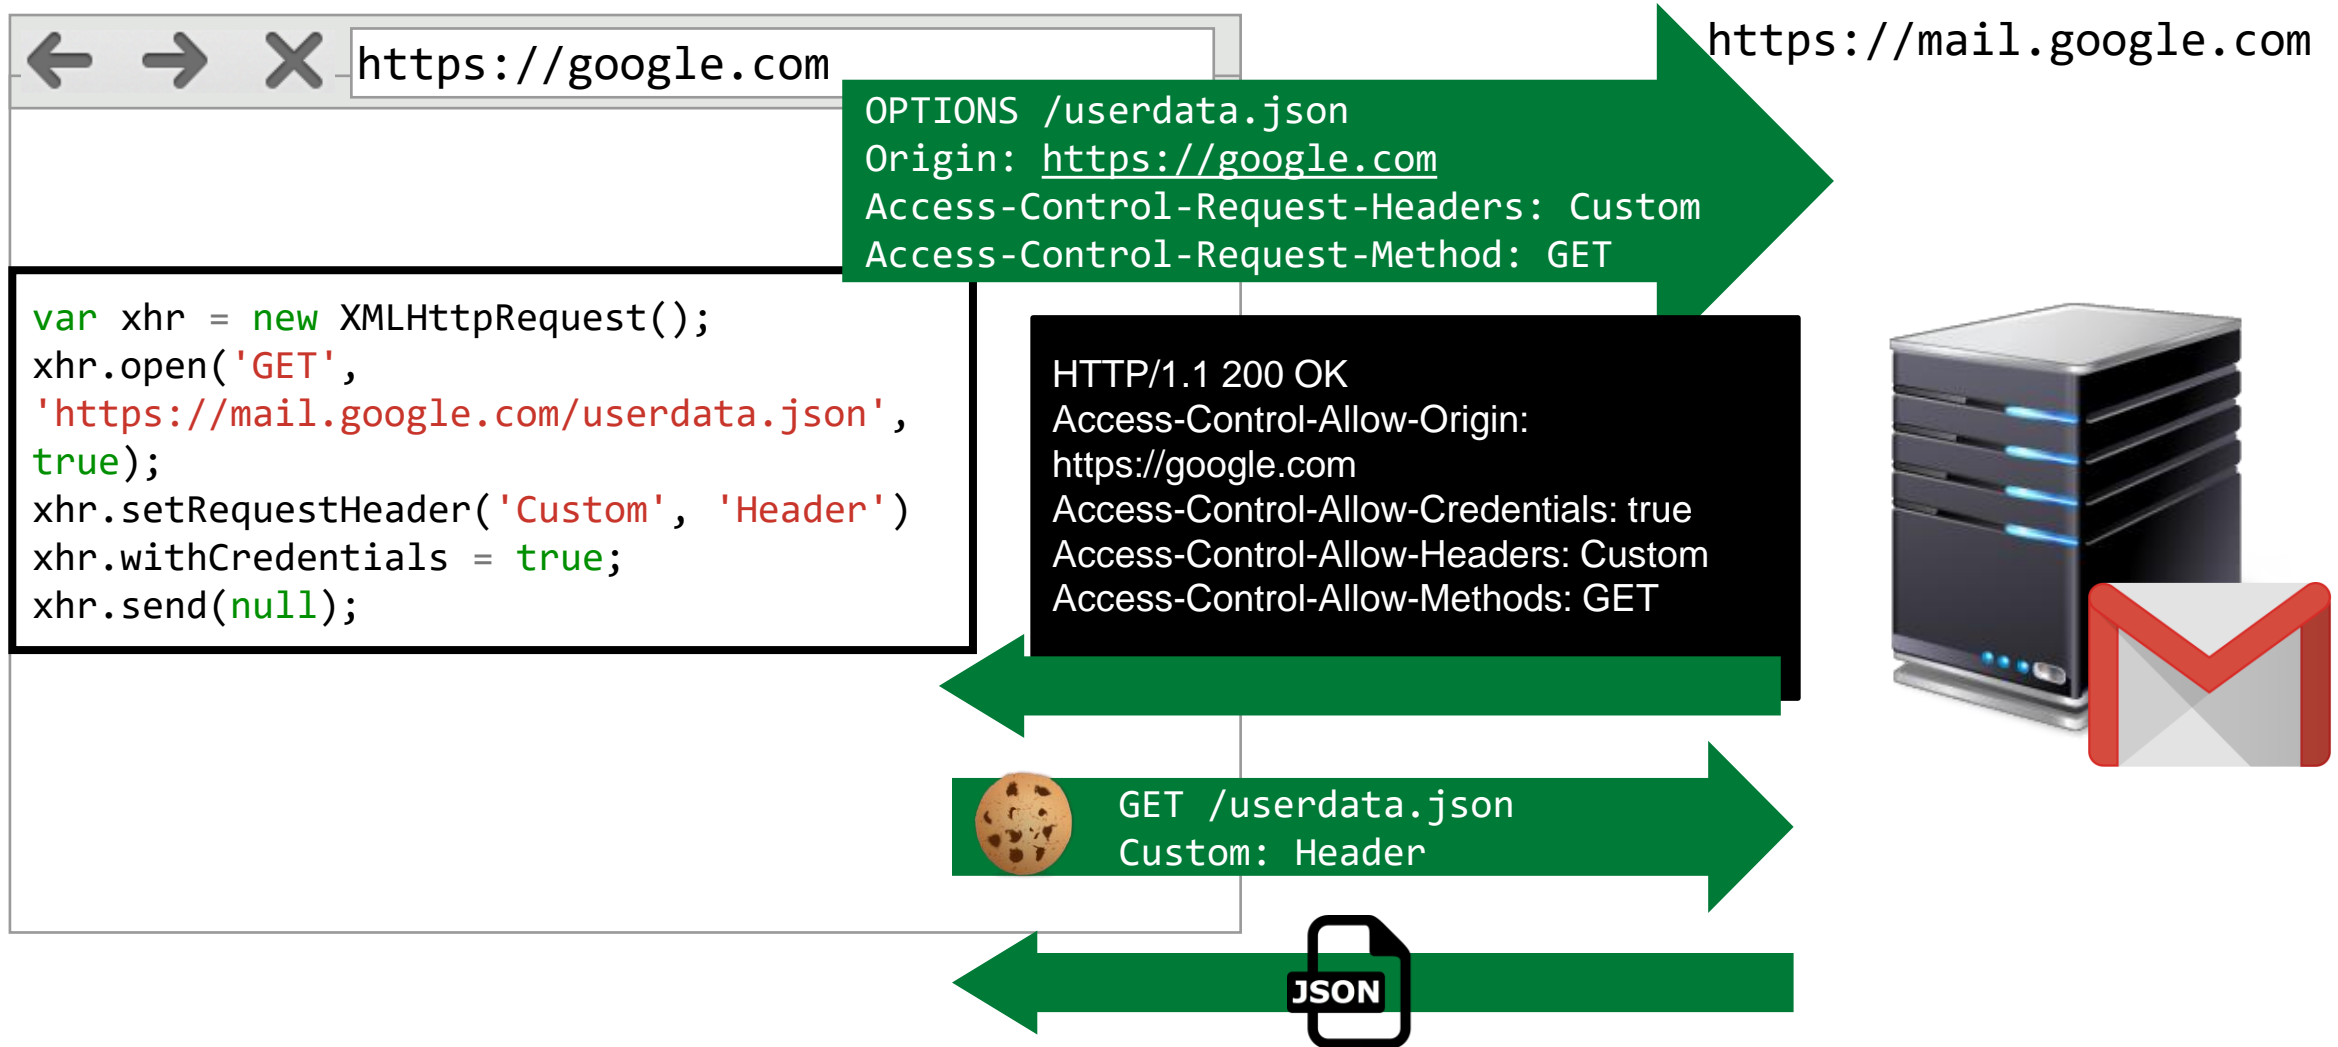 https://google.com
https://mail.google.com
OPTIONS /userdata.json
Origin: https://google.com
Access-Control-Request-Headers: Custom
Access-Control-Request-Method: GET
var xhr = new XMLHttpRequest();
xhr.open('GET',
'https://mail.google.com/userdata.json',
true);
xhr.setRequestHeader('Custom', 'Header')
xhr.withCredentials = true;
xhr.send(null);
HTTP/1.1 200 OK
Access-Control-Allow-Origin:
https://google.com
Access-Control-Allow-Credentials: true
Access-Control-Allow-Headers: Custom
Access-Control-Allow-Methods: GET
GET /userdata.json
Custom: Header
JSON